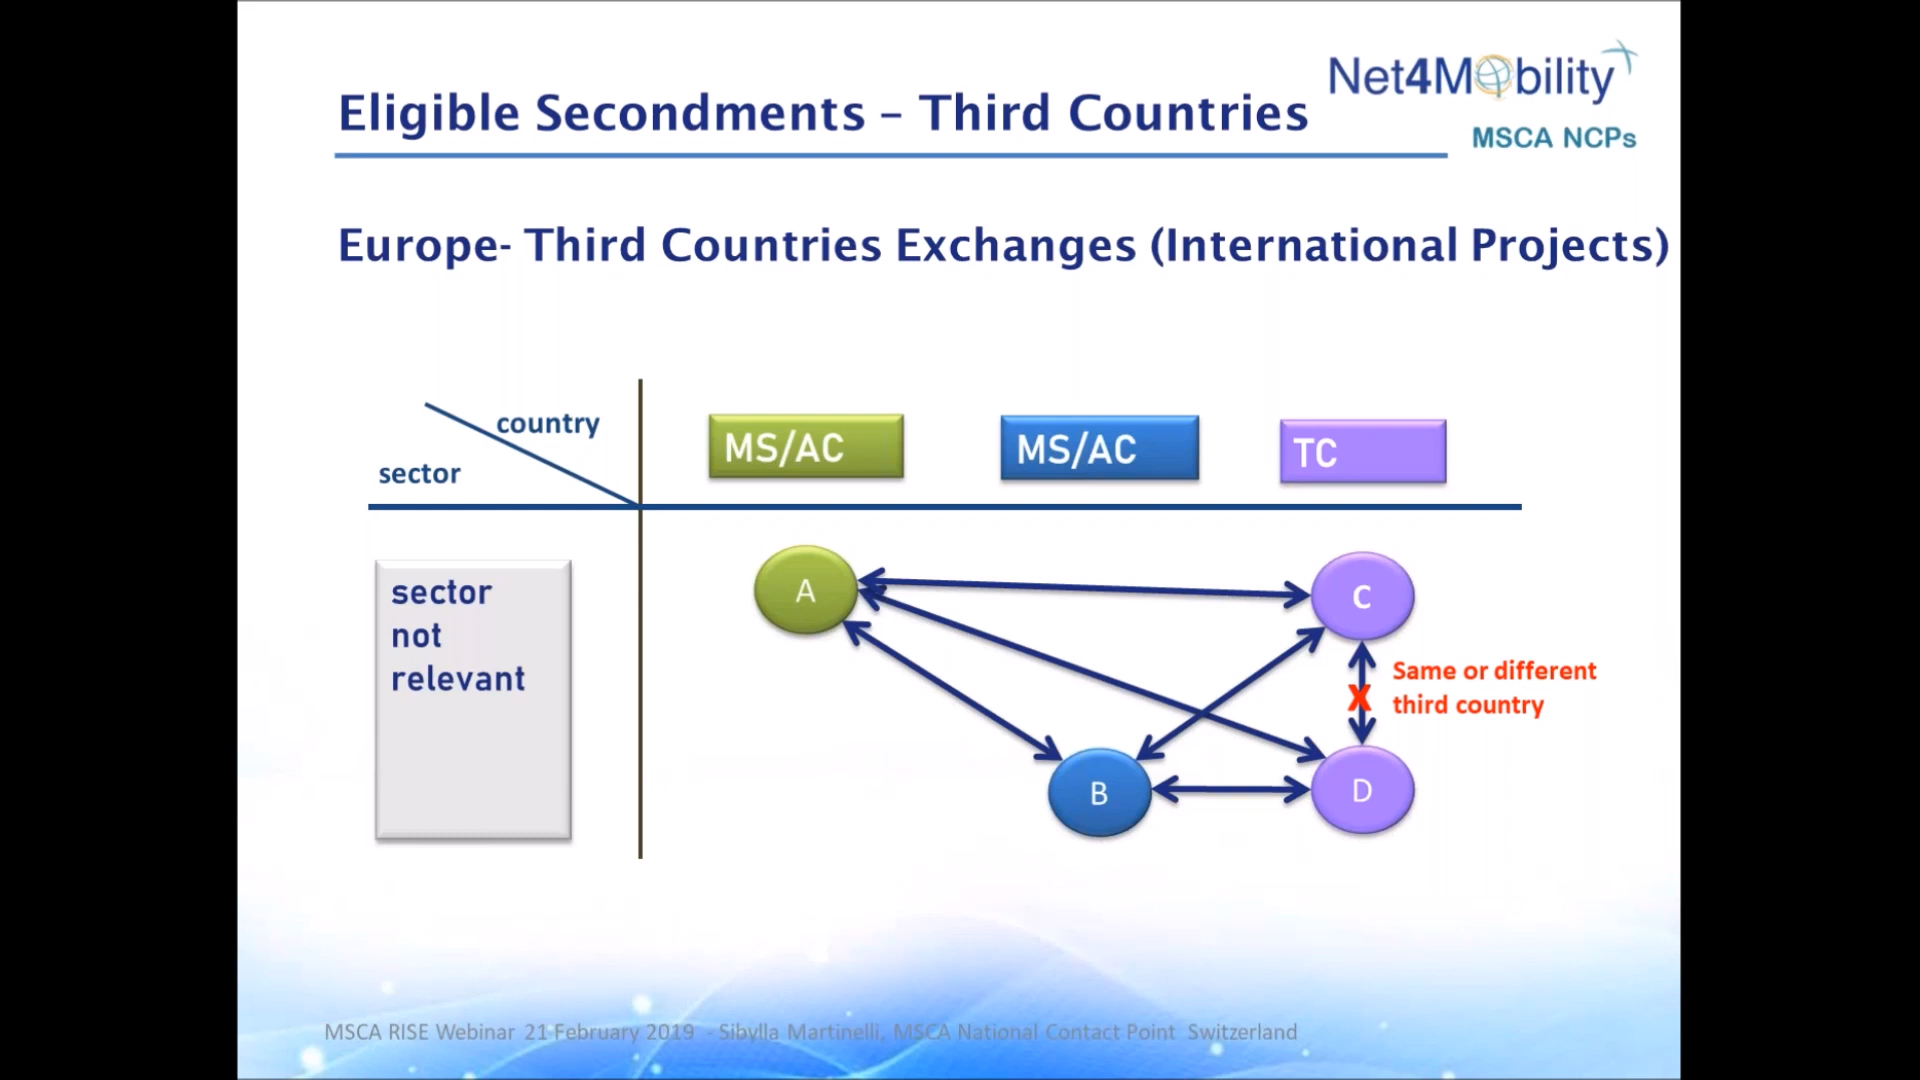 Net4Mobility
MSCA NCPs
Eligible Secondments – Third Countries
Europe- Third Countries Exchanges (International Projects)
country
sector
MS/AC
MS/AC
TC
sector
not
relevant
A
C
Same or different
third country
X
B
D
MSCA RISE Webinar 21 February 2019 - Sibylla Martinelli, MSCA National Contact Point Switzerland